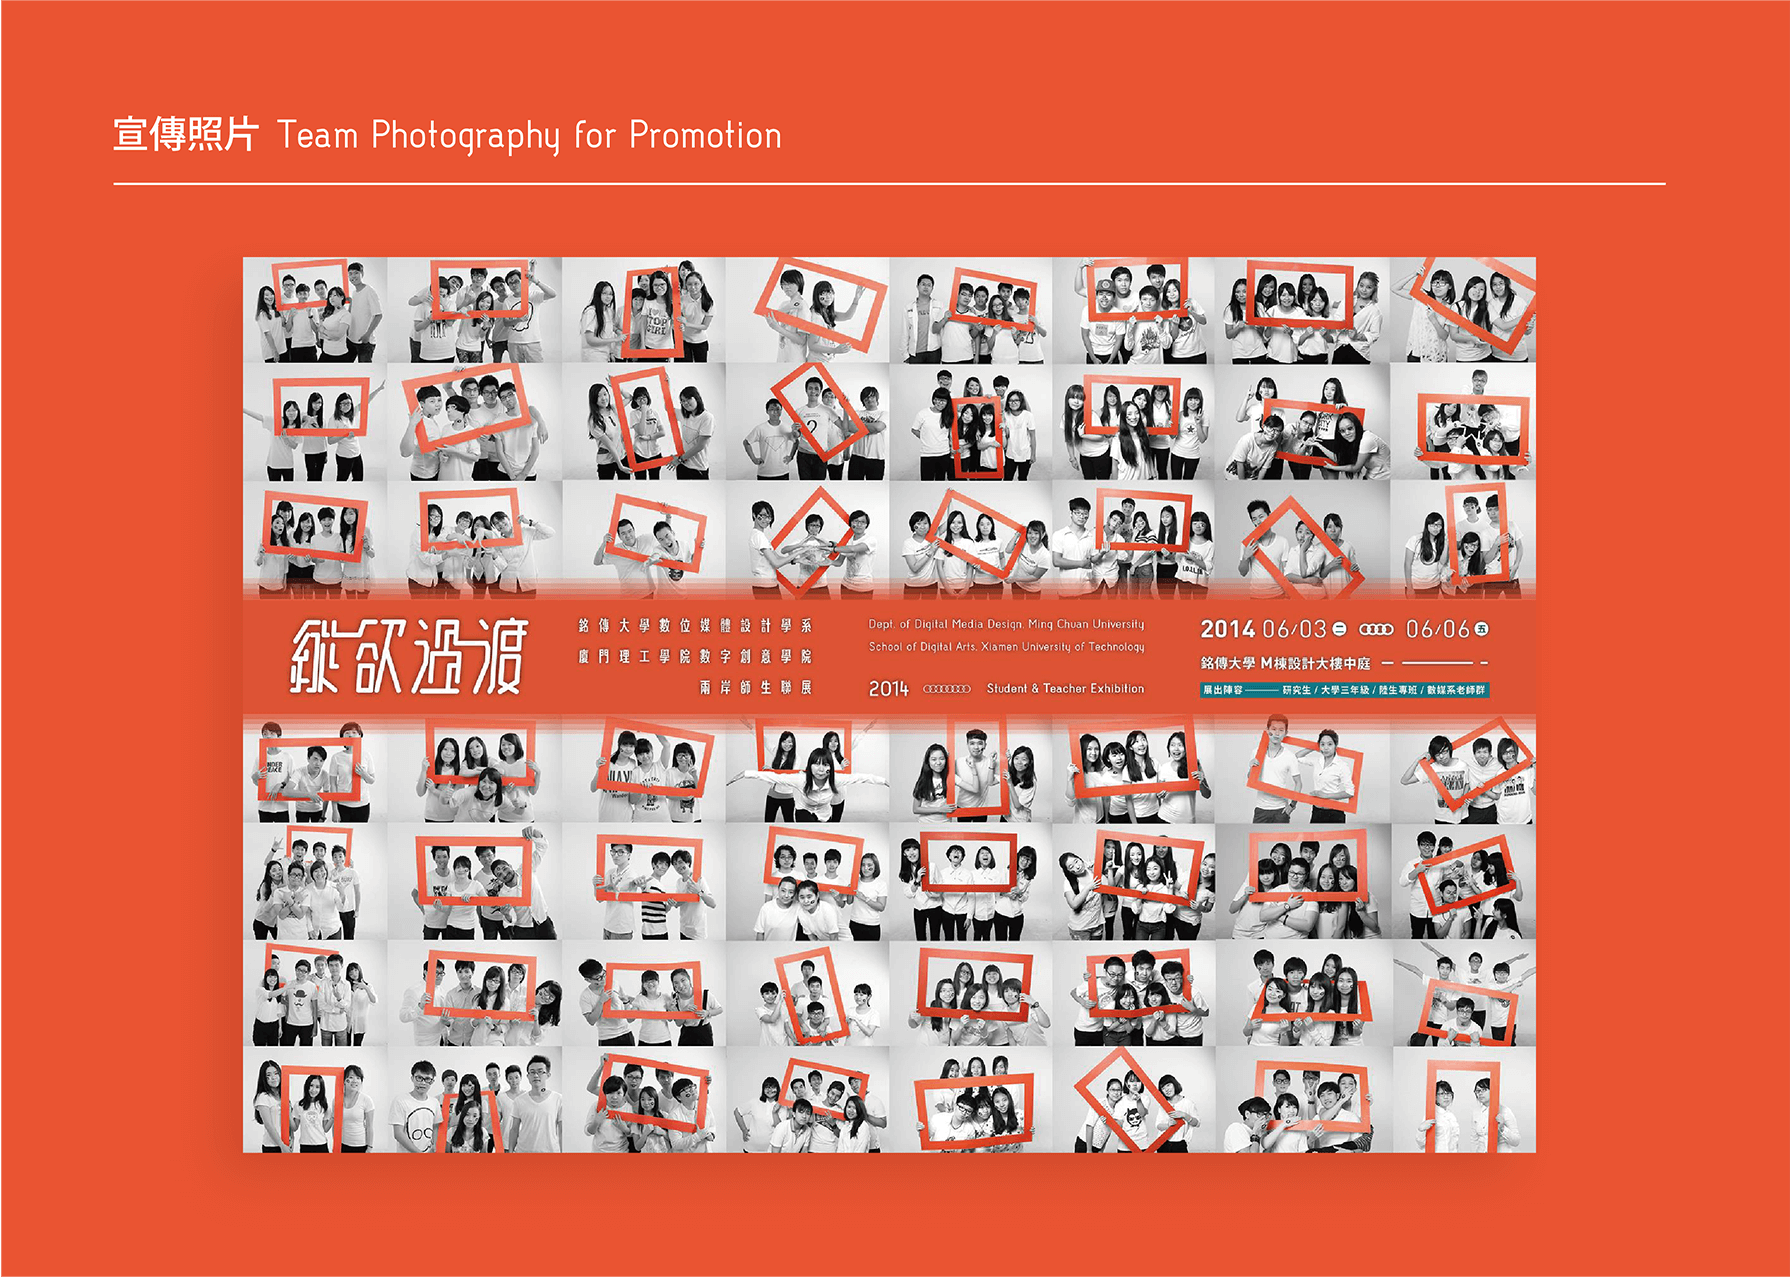 宣傳照片 Team Photography for Promotion
縱欲過渡
銘傳大學數位媒體設計學系
廈門理工學院數字創意學院
兩岸師生聯展
Dept. of Digital Media Design, Ming Chuan University
School of Digital Arts, Xiamen University of Technology
2014 Student & Teacher Exhibition
2014 06/03 二 06/06 五
銘傳大學 M棟設計大樓中庭
展出陣容 研究生 / 大學三年級 / 陸生專班 / 數媒系老師群
TOP
GIRL